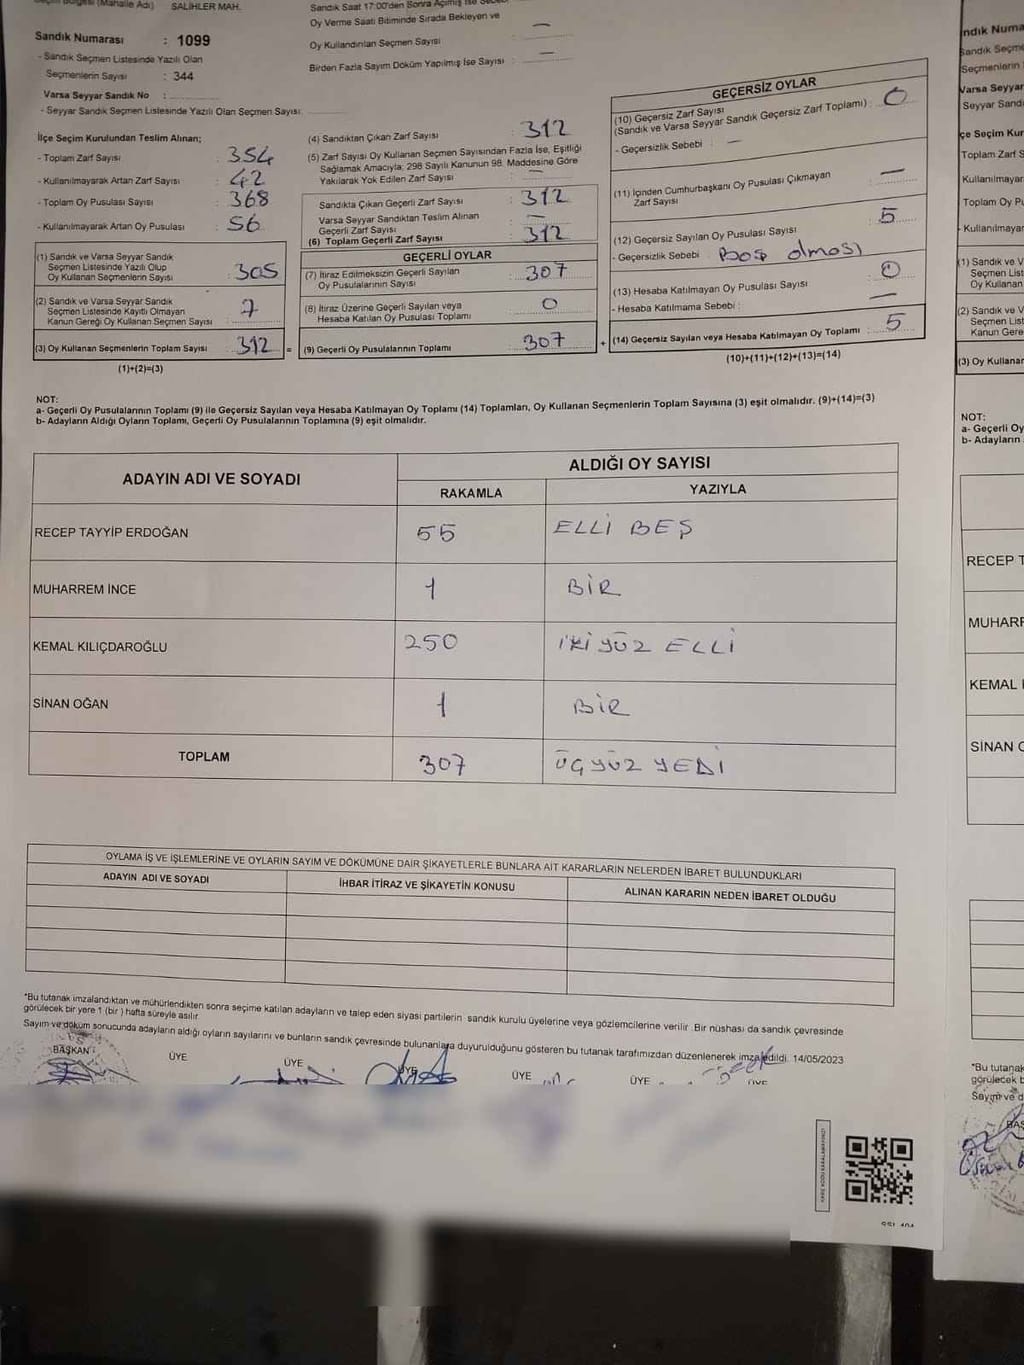 Seçim Bölgesi (Mahalle Adı) SALİHLER MAH.
Sandık Saat 17:00'den Sonra Açılmış İse Sebebi
Oy Verme Saati Bitiminde Sırada Bekleyen ve
Oy Kullandırılan Seçmen Sayısı : —
Birden Fazla Sayım Döküm Yapılmış İse Sayısı : —
Sandık Numarası : 1099
- Sandık Seçmen Listesinde Yazılı Olan
Seçmenlerin Sayısı : 344
Varsa Seyyar Sandık No :
- Seyyar Sandık Seçmen Listesinde Yazılı Olan Seçmen Sayısı:
İlçe Seçim Kurulundan Teslim Alınan;
- Toplam Zarf Sayısı : 354
- Kullanılmayarak Artan Zarf Sayısı : 42
- Toplam Oy Pusulası Sayısı : 368
- Kullanılmayarak Artan Oy Pusulası : 56
(1) Sandık ve Varsa Seyyar Sandık
Seçmen Listesinde Yazılı Olup
Oy Kullanan Seçmenlerin Sayısı : 305
(2) Sandık ve Varsa Seyyar Sandık
Seçmen Listesinde Kayıtlı Olmayan
Kanun Gereği Oy Kullanan Seçmen Sayısı : 7
(3) Oy Kullanan Seçmenlerin Toplam Sayısı : 312 =
(1)+(2)=(3)
(4) Sandıktan Çıkan Zarf Sayısı : 312
(5) Zarf Sayısı Oy Kullanan Seçmen Sayısından Fazla İse, Eşitliği
Sağlamak Amacıyla; 298 Sayılı Kanunun 98. Maddesine Göre
Yakılarak Yok Edilen Zarf Sayısı : —
Sandıkta Çıkan Geçerli Zarf Sayısı : 312
Varsa Seyyar Sandıktan Teslim Alınan
Geçerli Zarf Sayısı : —
(6) Toplam Geçerli Zarf Sayısı : 312
GEÇERLİ OYLAR
(7) İtiraz Edilmeksizin Geçerli Sayılan
Oy Pusulalarının Sayısı : 307
(8) İtiraz Üzerine Geçerli Sayılan veya
Hesaba Katılan Oy Pusulası Toplamı : 0
(9) Geçerli Oy Pusulalarının Toplamı : 307 +
GEÇERSİZ OYLAR
(10) Geçersiz Zarf Sayısı
(Sandık ve Varsa Seyyar Sandık Geçersiz Zarf Toplamı) : 0
- Geçersizlik Sebebi : —
(11) İçinden Cumhurbaşkanı Oy Pusulası Çıkmayan
Zarf Sayısı : —
(12) Geçersiz Sayılan Oy Pusulası Sayısı : 5
- Geçersizlik Sebebi : Boş olması
(13) Hesaba Katılmayan Oy Pusulası Sayısı : 0
- Hesaba Katılmama Sebebi : —
(14) Geçersiz Sayılan veya Hesaba Katılmayan Oy Toplamı : 5
(10)+(11)+(12)+(13)=(14)
NOT:
a- Geçerli Oy Pusulalarının Toplamı (9) ile Geçersiz Sayılan veya Hesaba Katılmayan Oy Toplamı (14) Toplamları, Oy Kullanan Seçmenlerin Toplam Sayısına (3) eşit olmalıdır. (9)+(14)=(3)
b- Adayların Aldığı Oyların Toplamı, Geçerli Oy Pusulalarının Toplamına (9) eşit olmalıdır.
ADAYIN ADI VE SOYADI
ALDIĞI OY SAYISI
RAKAMLA YAZIYLA
RECEP TAYYİP ERDOĞAN 55 ELLİ BEŞ
MUHARREM İNCE 1 BİR
KEMAL KILIÇDAROĞLU 250 İKİ YÜZ ELLİ
SİNAN OĞAN 1 BİR
TOPLAM 307 ÜÇ YÜZ YEDİ
OYLAMA İŞ VE İŞLEMLERİNE VE OYLARIN SAYIM VE DÖKÜMÜNE DAİR ŞİKAYETLERLE BUNLARA AİT KARARLARIN NELERDEN İBARET BULUNDUKLARI
ADAYIN ADI VE SOYADI İHBAR İTİRAZ VE ŞİKAYETİN KONUSU ALINAN KARARIN NEDEN İBARET OLDUĞU
*Bu tutanak imzalandıktan ve mühürlendikten sonra seçime katılan adayların ve talep eden siyasi partilerin sandık kurulu üyelerine veya gözlemcilerine verilir. Bir nüshası da sandık çevresinde
görülecek bir yere 1 (bir) hafta süreyle asılır.
Sayım ve döküm sonucunda adayların aldığı oyların sayılarını ve bunların sandık çevresinde bulunanlara duyurulduğunu gösteren bu tutanak tarafımızdan düzenlenerek imza edildi. 14/05/2023
BAŞKAN ÜYE ÜYE ÜYE ÜYE ÜYE ÜYE
Sandık Numa
Sandık Seçme
Seçmenlerin
Varsa Seyyar
Seyyar Sandı
İlçe Seçim Kur
Toplam Zarf S
Kullanılmayar
Toplam Oy Pu
- Kullanılmayar
(1) Sandık ve V
Seçmen Lis
Oy Kullanan
(2) Sandık ve V
Seçmen Lis
Kanun Gere
(3) Oy Kullanar
NOT:
a- Geçerli Oy
b- Adayların
RECEP T
MUHARR
KEMAL
SİNAN O
*Bu tutanak
görülecek b
Sayım ve d